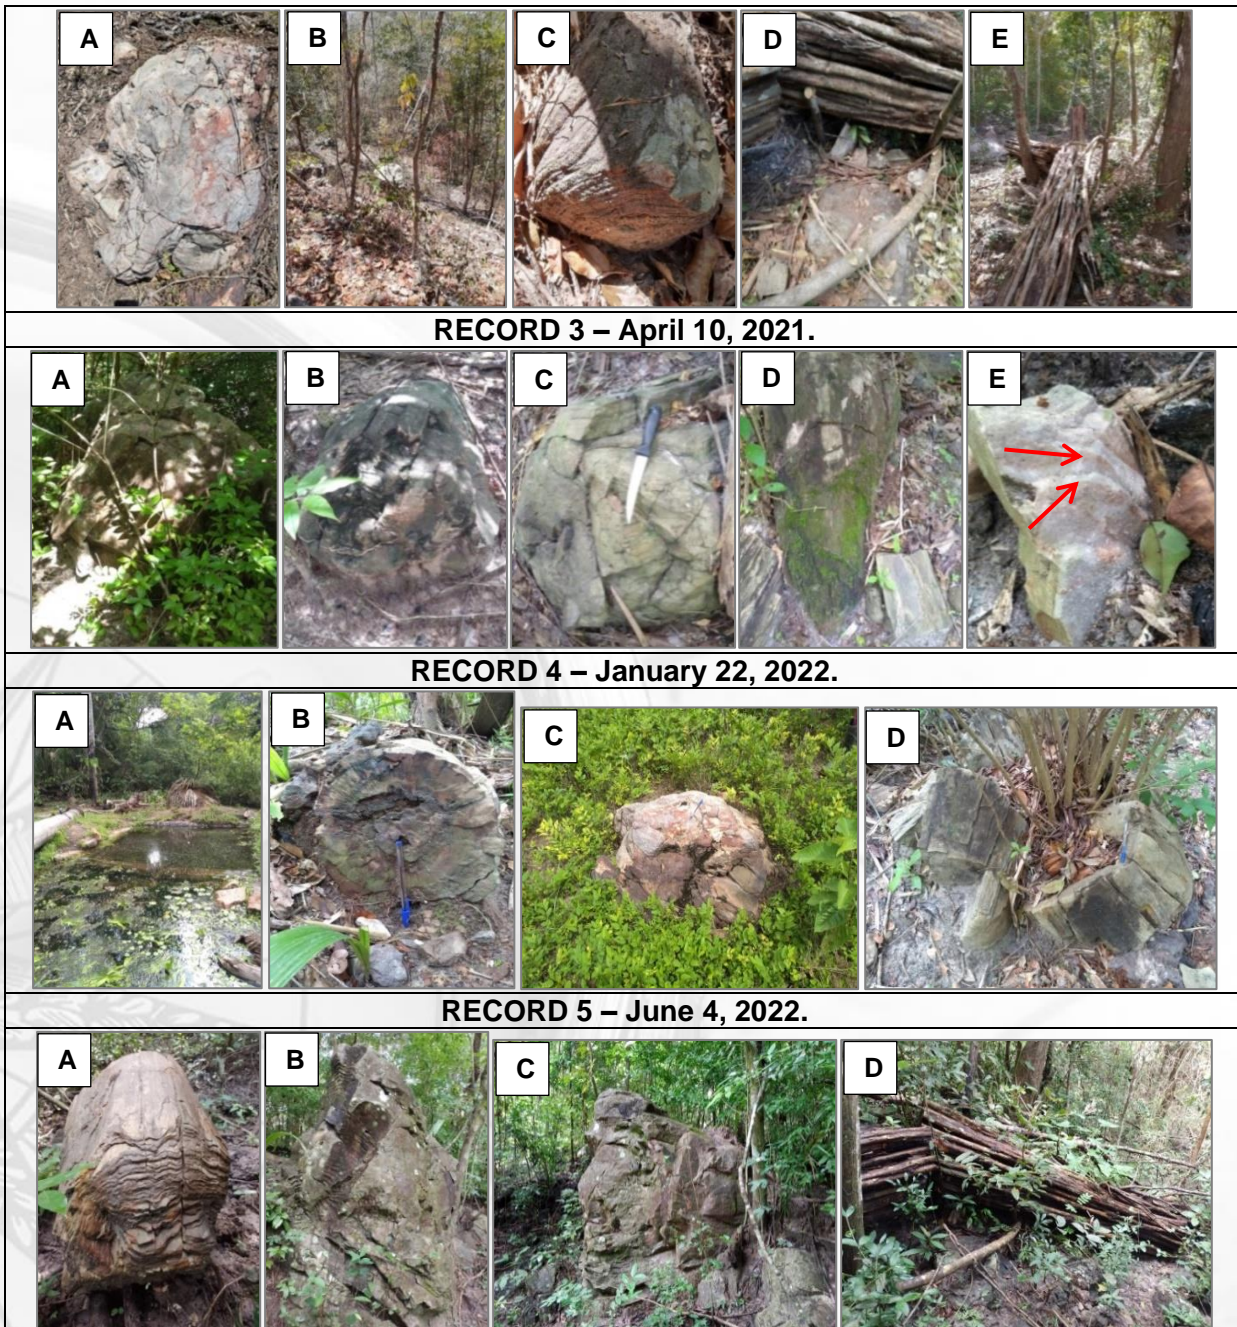 A B C D E
RECORD 3 – April 10, 2021.
A B C D E
RECORD 4 – January 22, 2022.
A B C D
RECORD 5 – June 4, 2022.
A B C D